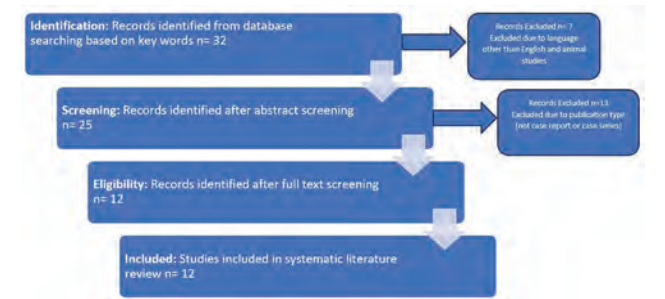 Identification: Records identified from database
searching based on key words n= 32
Records Excluded n= 7
Excluded due to language
other than English and animal
studies
Screening: Records identified after abstract screening
n= 25
Records Excluded n=13
Excluded due to publication type
(not case report or case series)
Eligibility: Records identified after full text screening
n= 12
Included: Studies included in systematic literature
review n= 12